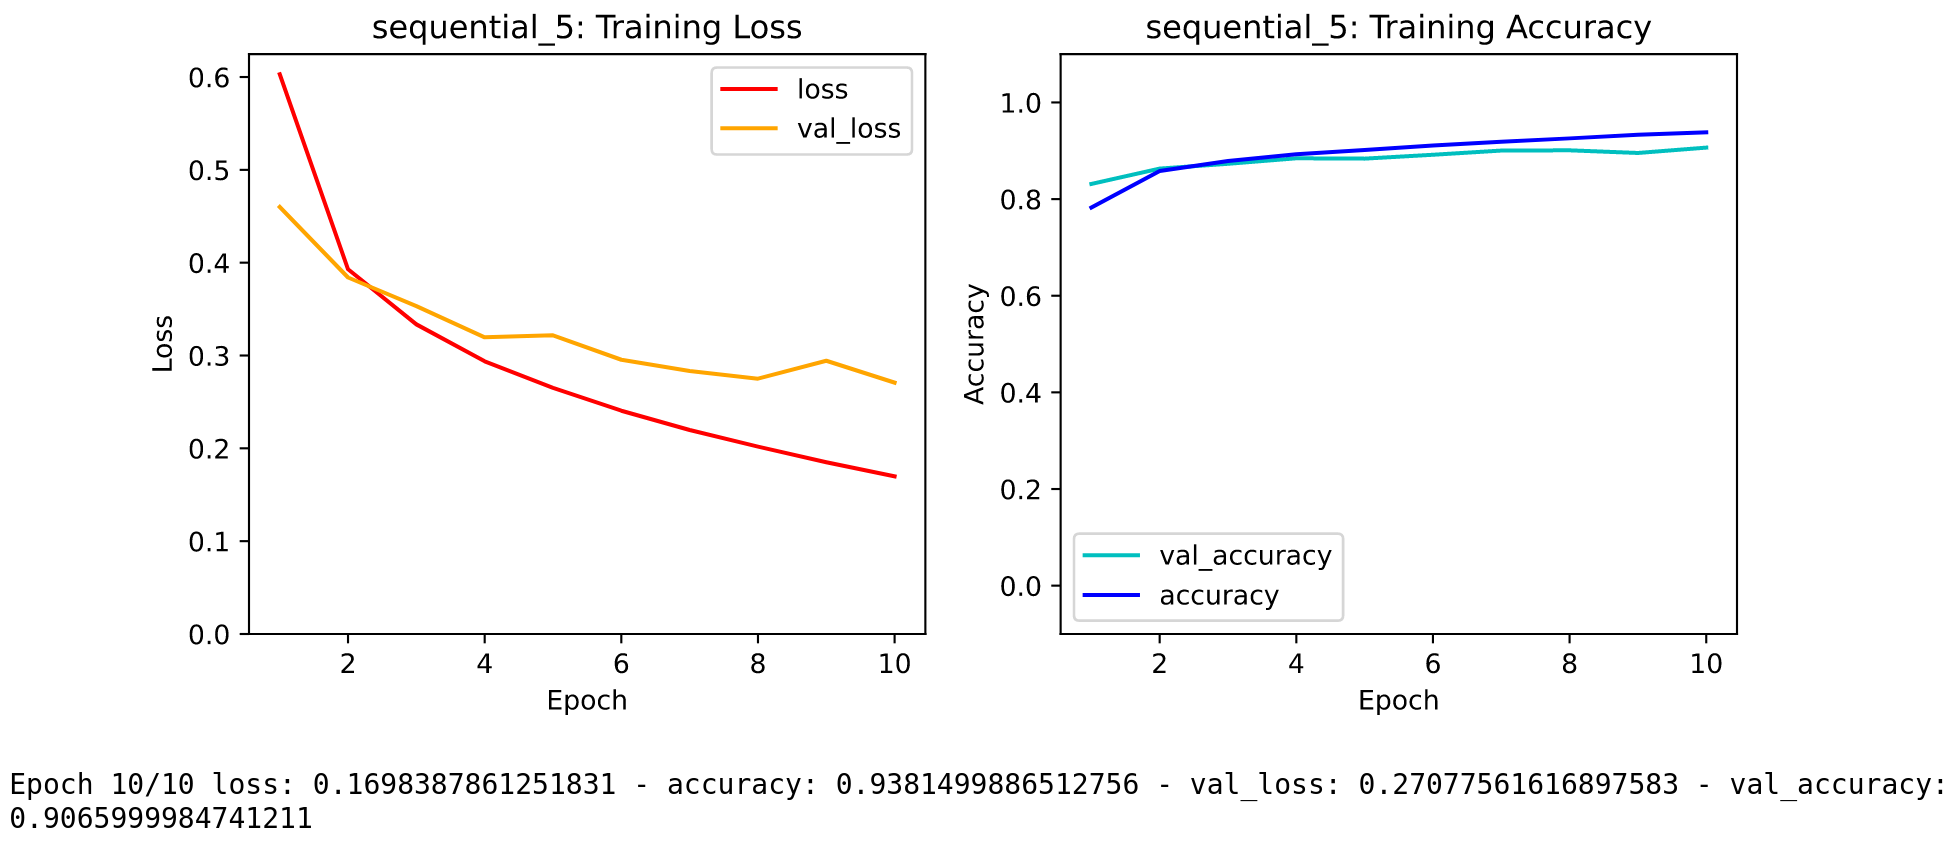 sequential_5: Training Loss
0.6
0.5
0.4
0.3
0.2
0.1
0.0
Loss
loss
val_loss
2 4 6 8 10
Epoch
sequential_5: Training Accuracy
1.0
0.8
0.6
0.4
0.2
0.0
Accuracy
val_accuracy
accuracy
2 4 6 8 10
Epoch
Epoch 10/10 loss: 0.1698387861251831 - accuracy: 0.9381499886512756 - val_loss: 0.27077561616897583 - val_accuracy:
0.9065999984741211